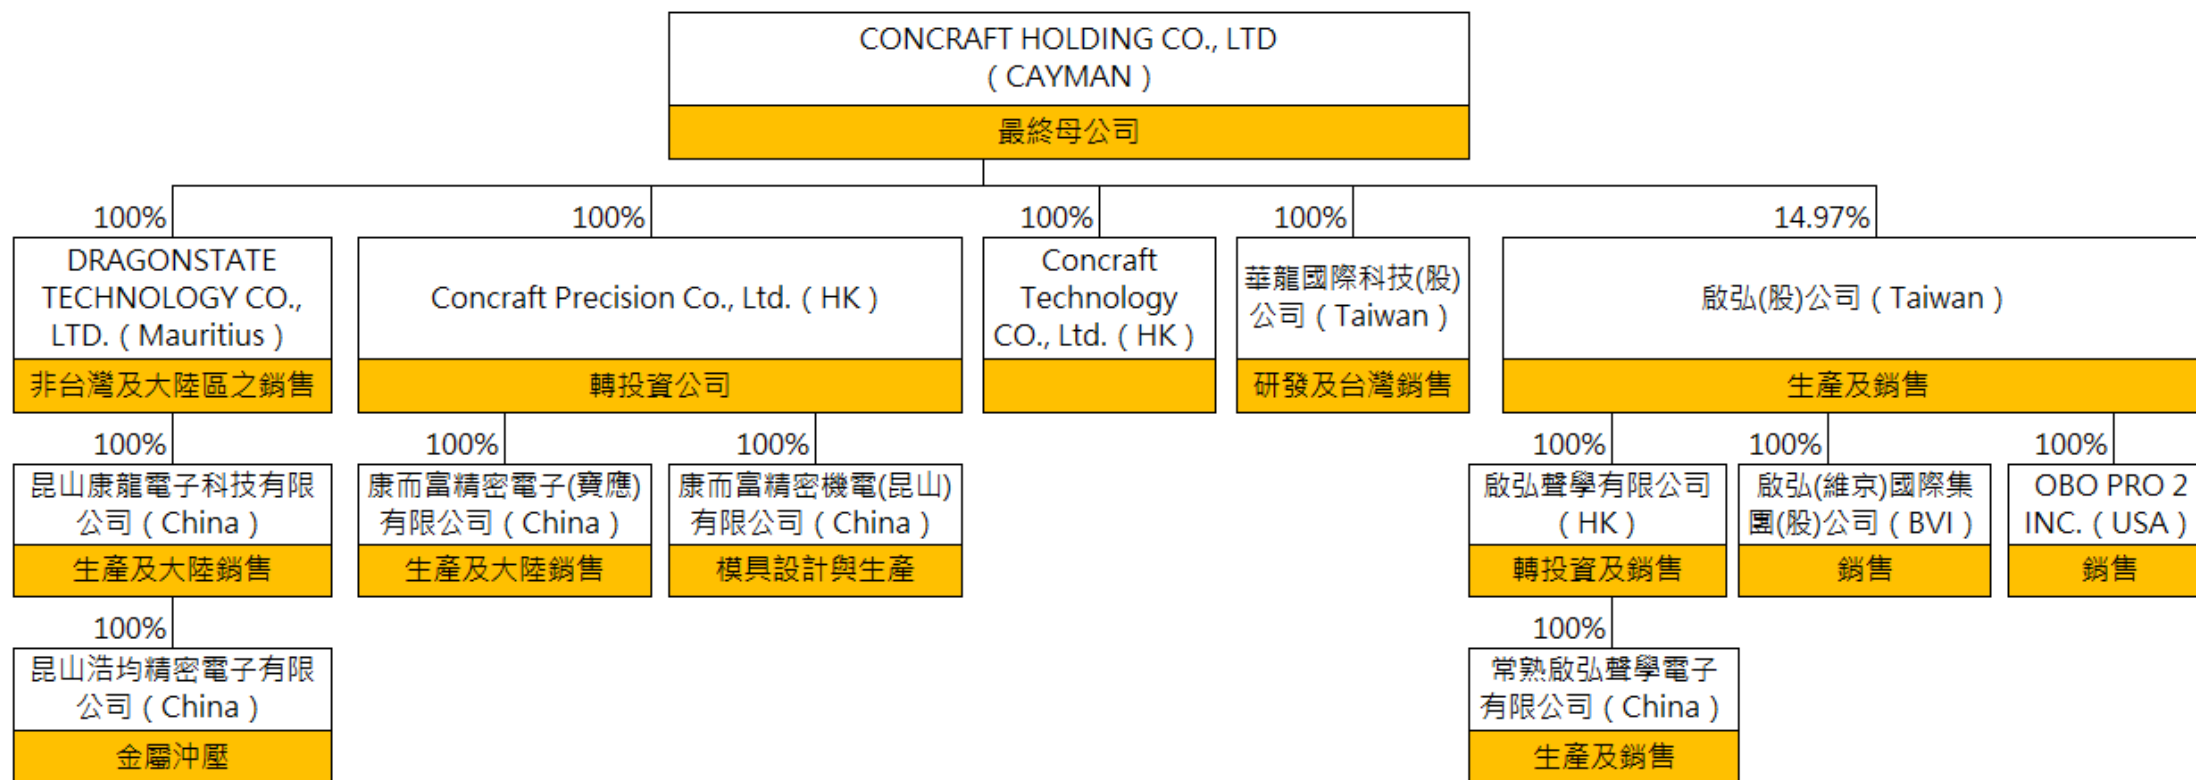 CONCRAFT HOLDING CO., LTD
( CAYMAN )
最終母公司
100%
100%
100%
100%
14.97%
DRAGONSTATE
TECHNOLOGY CO.,
LTD. ( Mauritius )
非台灣及大陸區之銷售
Concraft Precision Co., Ltd. ( HK )
轉投資公司
Concraft
Technology
CO., Ltd. ( HK )
華龍國際科技(股)
公司 ( Taiwan )
研發及台灣銷售
啟弘(股)公司 ( Taiwan )
生產及銷售
100%
100%
100%
100%
100%
100%
昆山康龍電子科技有限
公司 ( China )
生產及大陸銷售
康而富精密電子(寶應)
有限公司 ( China )
生產及大陸銷售
康而富精密機電(昆山)
有限公司 ( China )
模具設計與生產
啟弘聲學有限公司
( HK )
轉投資及銷售
啟弘(維京)國際集
團(股)公司 ( BVI )
銷售
OBO PRO 2
INC. ( USA )
銷售
100%
100%
昆山浩均精密電子有限
公司 ( China )
金屬沖壓
常熟啟弘聲學電子
有限公司 ( China )
生產及銷售